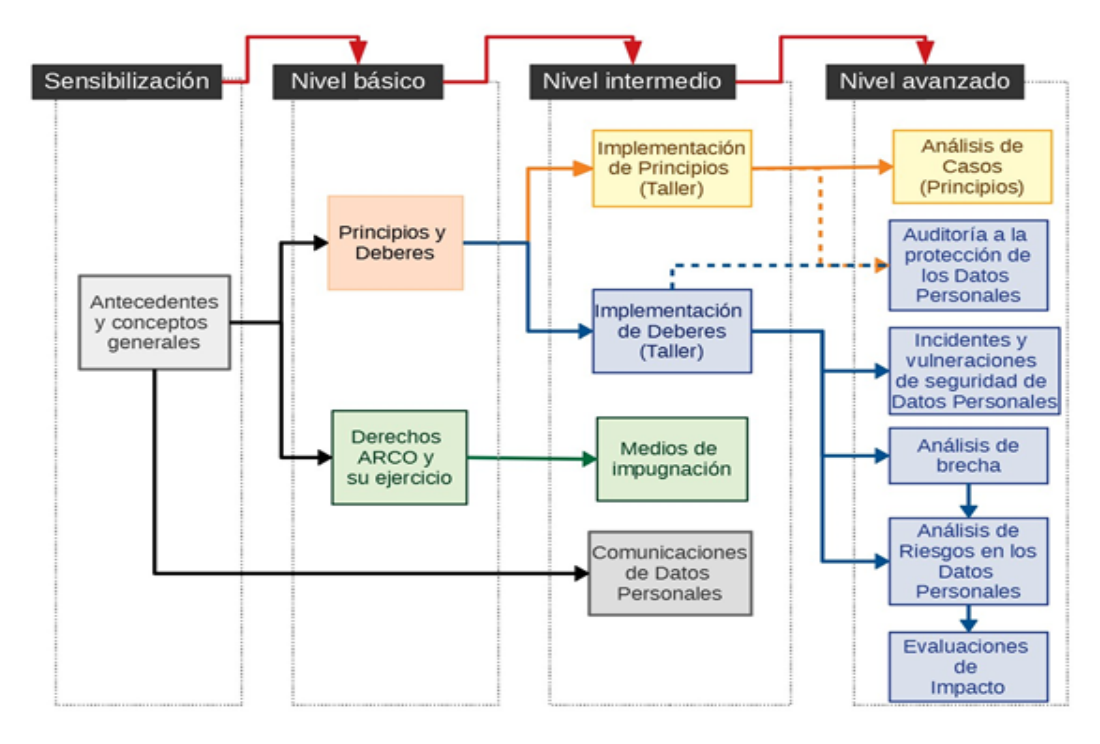 Sensibilización
Nivel básico
Nivel intermedio
Nivel avanzado
Antecedentes
y conceptos
generales
Principios y
Deberes
Derechos
ARCO y
su ejercicio
Implementación
de Principios
(Taller)
Implementación
de Deberes
(Taller)
Medios de
impugnación
Comunicaciones
de Datos
Personales
Análisis de
Casos
(Principios)
Auditoría a la
protección de
los Datos
Personales
Incidentes y
vulneraciones
de seguridad de
Datos Personales
Análisis de
brecha
Análisis de
Riesgos en los
Datos
Personales
Evaluaciones
de
Impacto